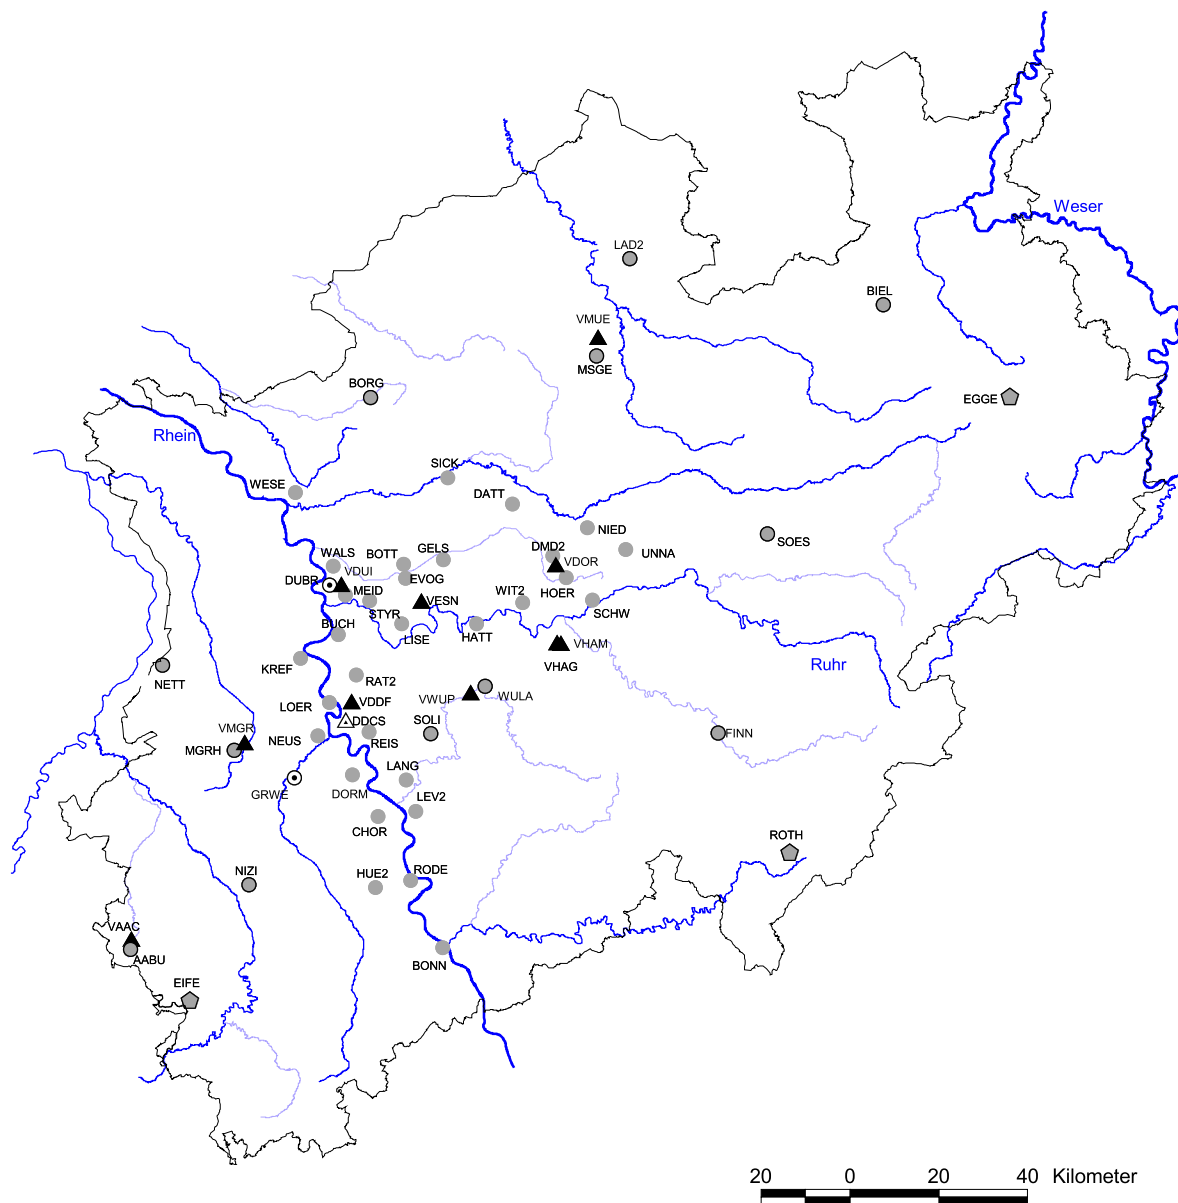 Weser
LAD2
BIEL
VMUE
MSGE
BORG
EGGE
Rhein
SICK
WESE
DATT
NIED
SOES
UNNA
DMD2
VDOR
HOER
WALS
BOTT
GELS
VDUI
DUBR
EVOG
MEID
VESN
STYR
WIT2
SCHW
BUCH
LISE
HATT
VHAM
VHAG
KREF
NETT
Ruhr
RAT2
VWUP
WULA
LOER
VDDF
DDCS
SOLI
VMGR
NEUS
REIS
FINN
MGRH
LANG
GRWE
DORM
LEV2
CHOR
ROTH
HUE2
RODE
NIZI
VAAC
AABU
BONN
EIFE
20 0 20 40 Kilometer